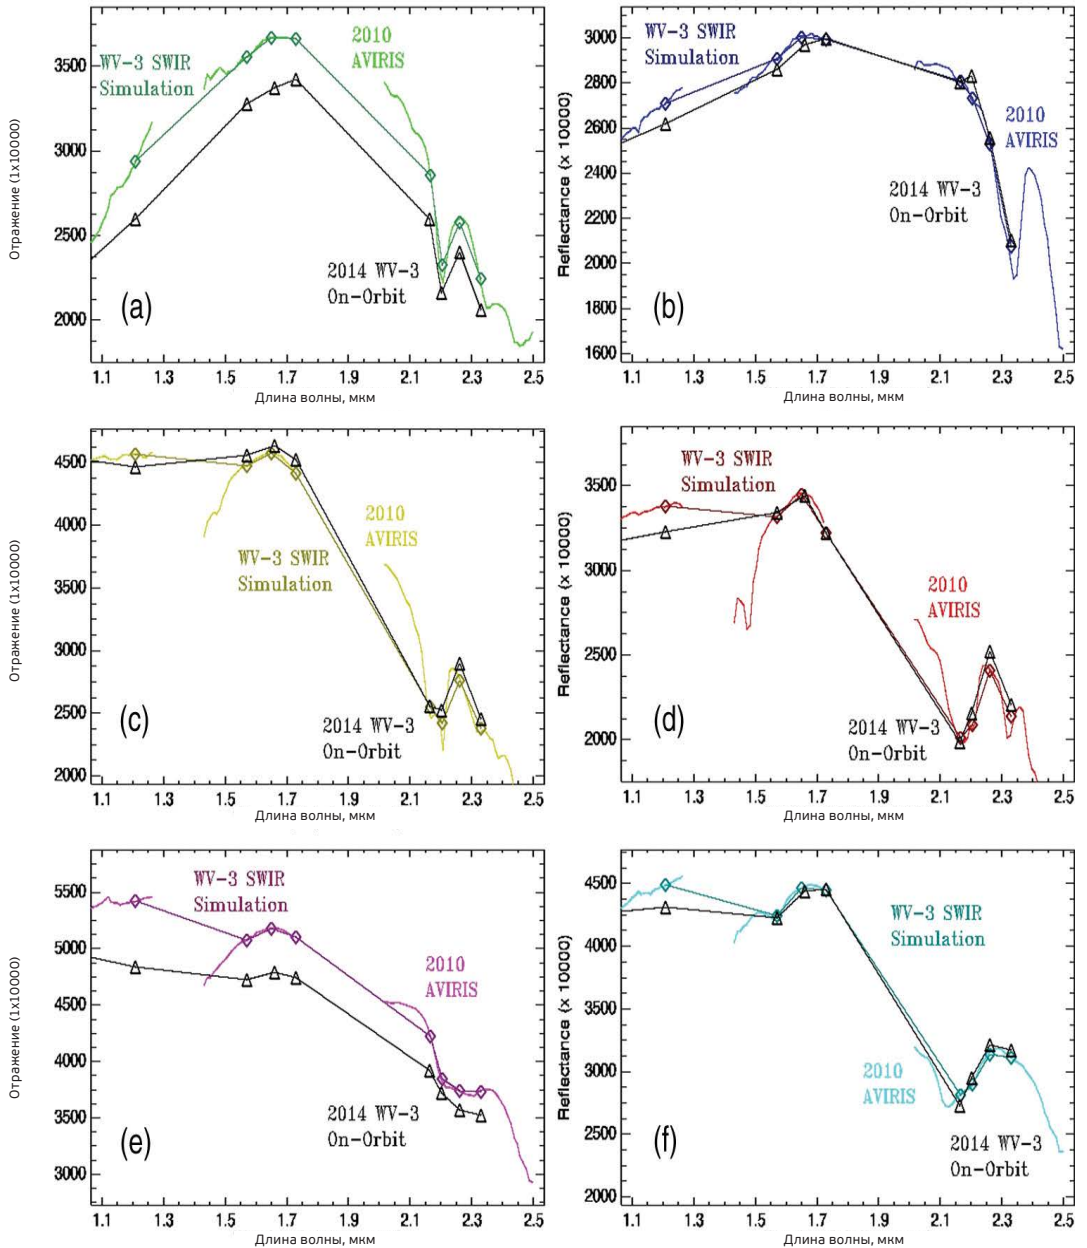 Отражение (1x10000)
3500
3000
2500
2000
WV-3 SWIR
Simulation
2010
AVIRIS
2014 WV-3
On-Orbit
(a)
1.1 1.3 1.5 1.7 1.9 2.1 2.3 2.5
Длина волны, мкм
Reflectance (x 10000)
3000
2800
2600
2400
2200
2000
1800
1600
WV-3 SWIR
Simulation
2010
AVIRIS
2014 WV-3
On-Orbit
(b)
1.1 1.3 1.5 1.7 1.9 2.1 2.3 2.5
Длина волны, мкм
Отражение (1x10000)
4500
4000
3500
3000
2500
2000
2010
AVIRIS
WV-3 SWIR
Simulation
2014 WV-3
On-Orbit
(c)
1.1 1.3 1.5 1.7 1.9 2.1 2.3 2.5
Длина волны, мкм
Reflectance (x 10000)
3500
3000
2500
2000
WV-3 SWIR
Simulation
2010
AVIRIS
2014 WV-3
On-Orbit
(d)
1.1 1.3 1.5 1.7 1.9 2.1 2.3 2.5
Длина волны, мкм
Отражение (1x10000)
5500
5000
4500
4000
3500
3000
WV-3 SWIR
Simulation
2010
AVIRIS
2014 WV-3
On-Orbit
(e)
1.1 1.3 1.5 1.7 1.9 2.1 2.3 2.5
Длина волны, мкм
Reflectance (x 10000)
4500
4000
3500
3000
2500
2000
WV-3 SWIR
Simulation
2010
AVIRIS
2014 WV-3
On-Orbit
(f)
1.1 1.3 1.5 1.7 1.9 2.1 2.3 2.5
Длина волны, мкм